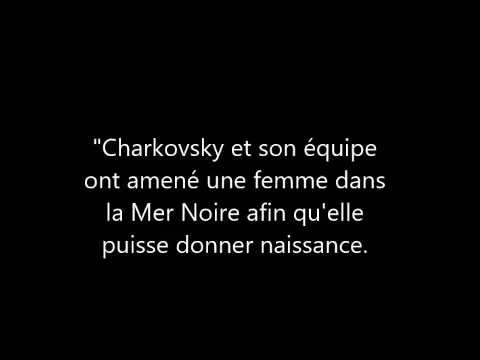 "Charkovsky et son équipe
ont amené une femme dans
la Mer Noire afin qu'elle
puisse donner naissance.